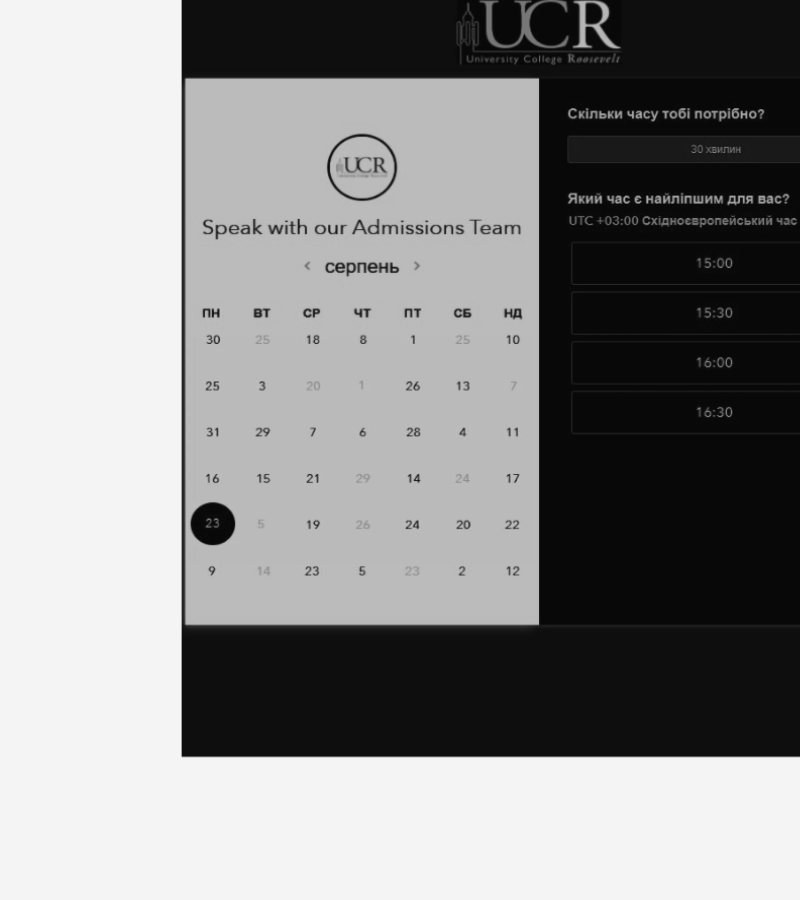 UCR
University College Roosevelt
UCR
Speak with our Admissions Team
< серпень >
ПН ВТ СР ЧТ ПТ СБ НД
30 25 18 8 1 25 10
25 3 20 1 26 13 7
31 29 7 6 28 4 11
16 15 21 29 14 24 17
23 5 19 26 24 20 22
9 14 23 5 23 2 12
Скільки часу тобі потрібно?
30 хвилин
Який час є найліпшим для вас?
UTC +03:00 Східноєвропейський час
15:00
15:30
16:00
16:30